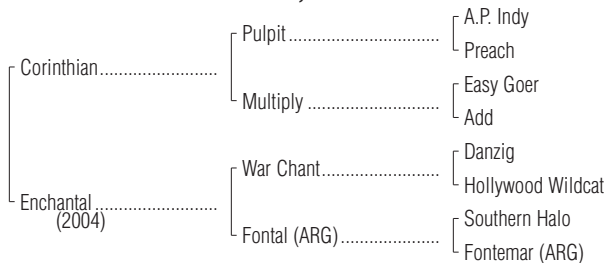 A.P. Indy
Pulpit
Preach
Corinthian
Easy Goer
Multiply
Add
Danzig
War Chant
Hollywood Wildcat
Enchantal
(2004)
Southern Halo
Fontal (ARG)
Fontemar (ARG)